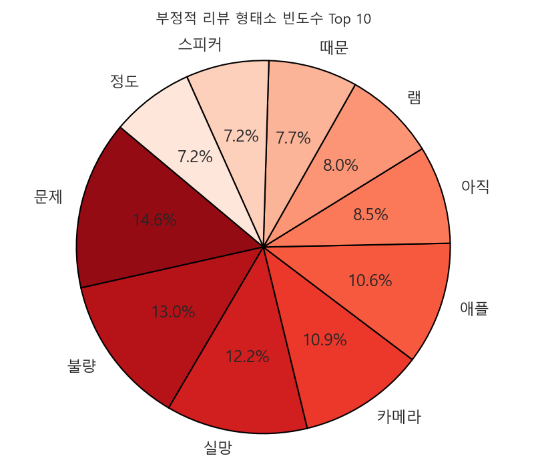 부정적 리뷰 형태소 빈도수 Top 10
스피커
때문
정도
램
7.2%
7.7%
7.2%
8.0%
문제
아직
14.6%
8.5%
10.6%
애플
13.0%
10.9%
12.2%
불량
카메라
실망